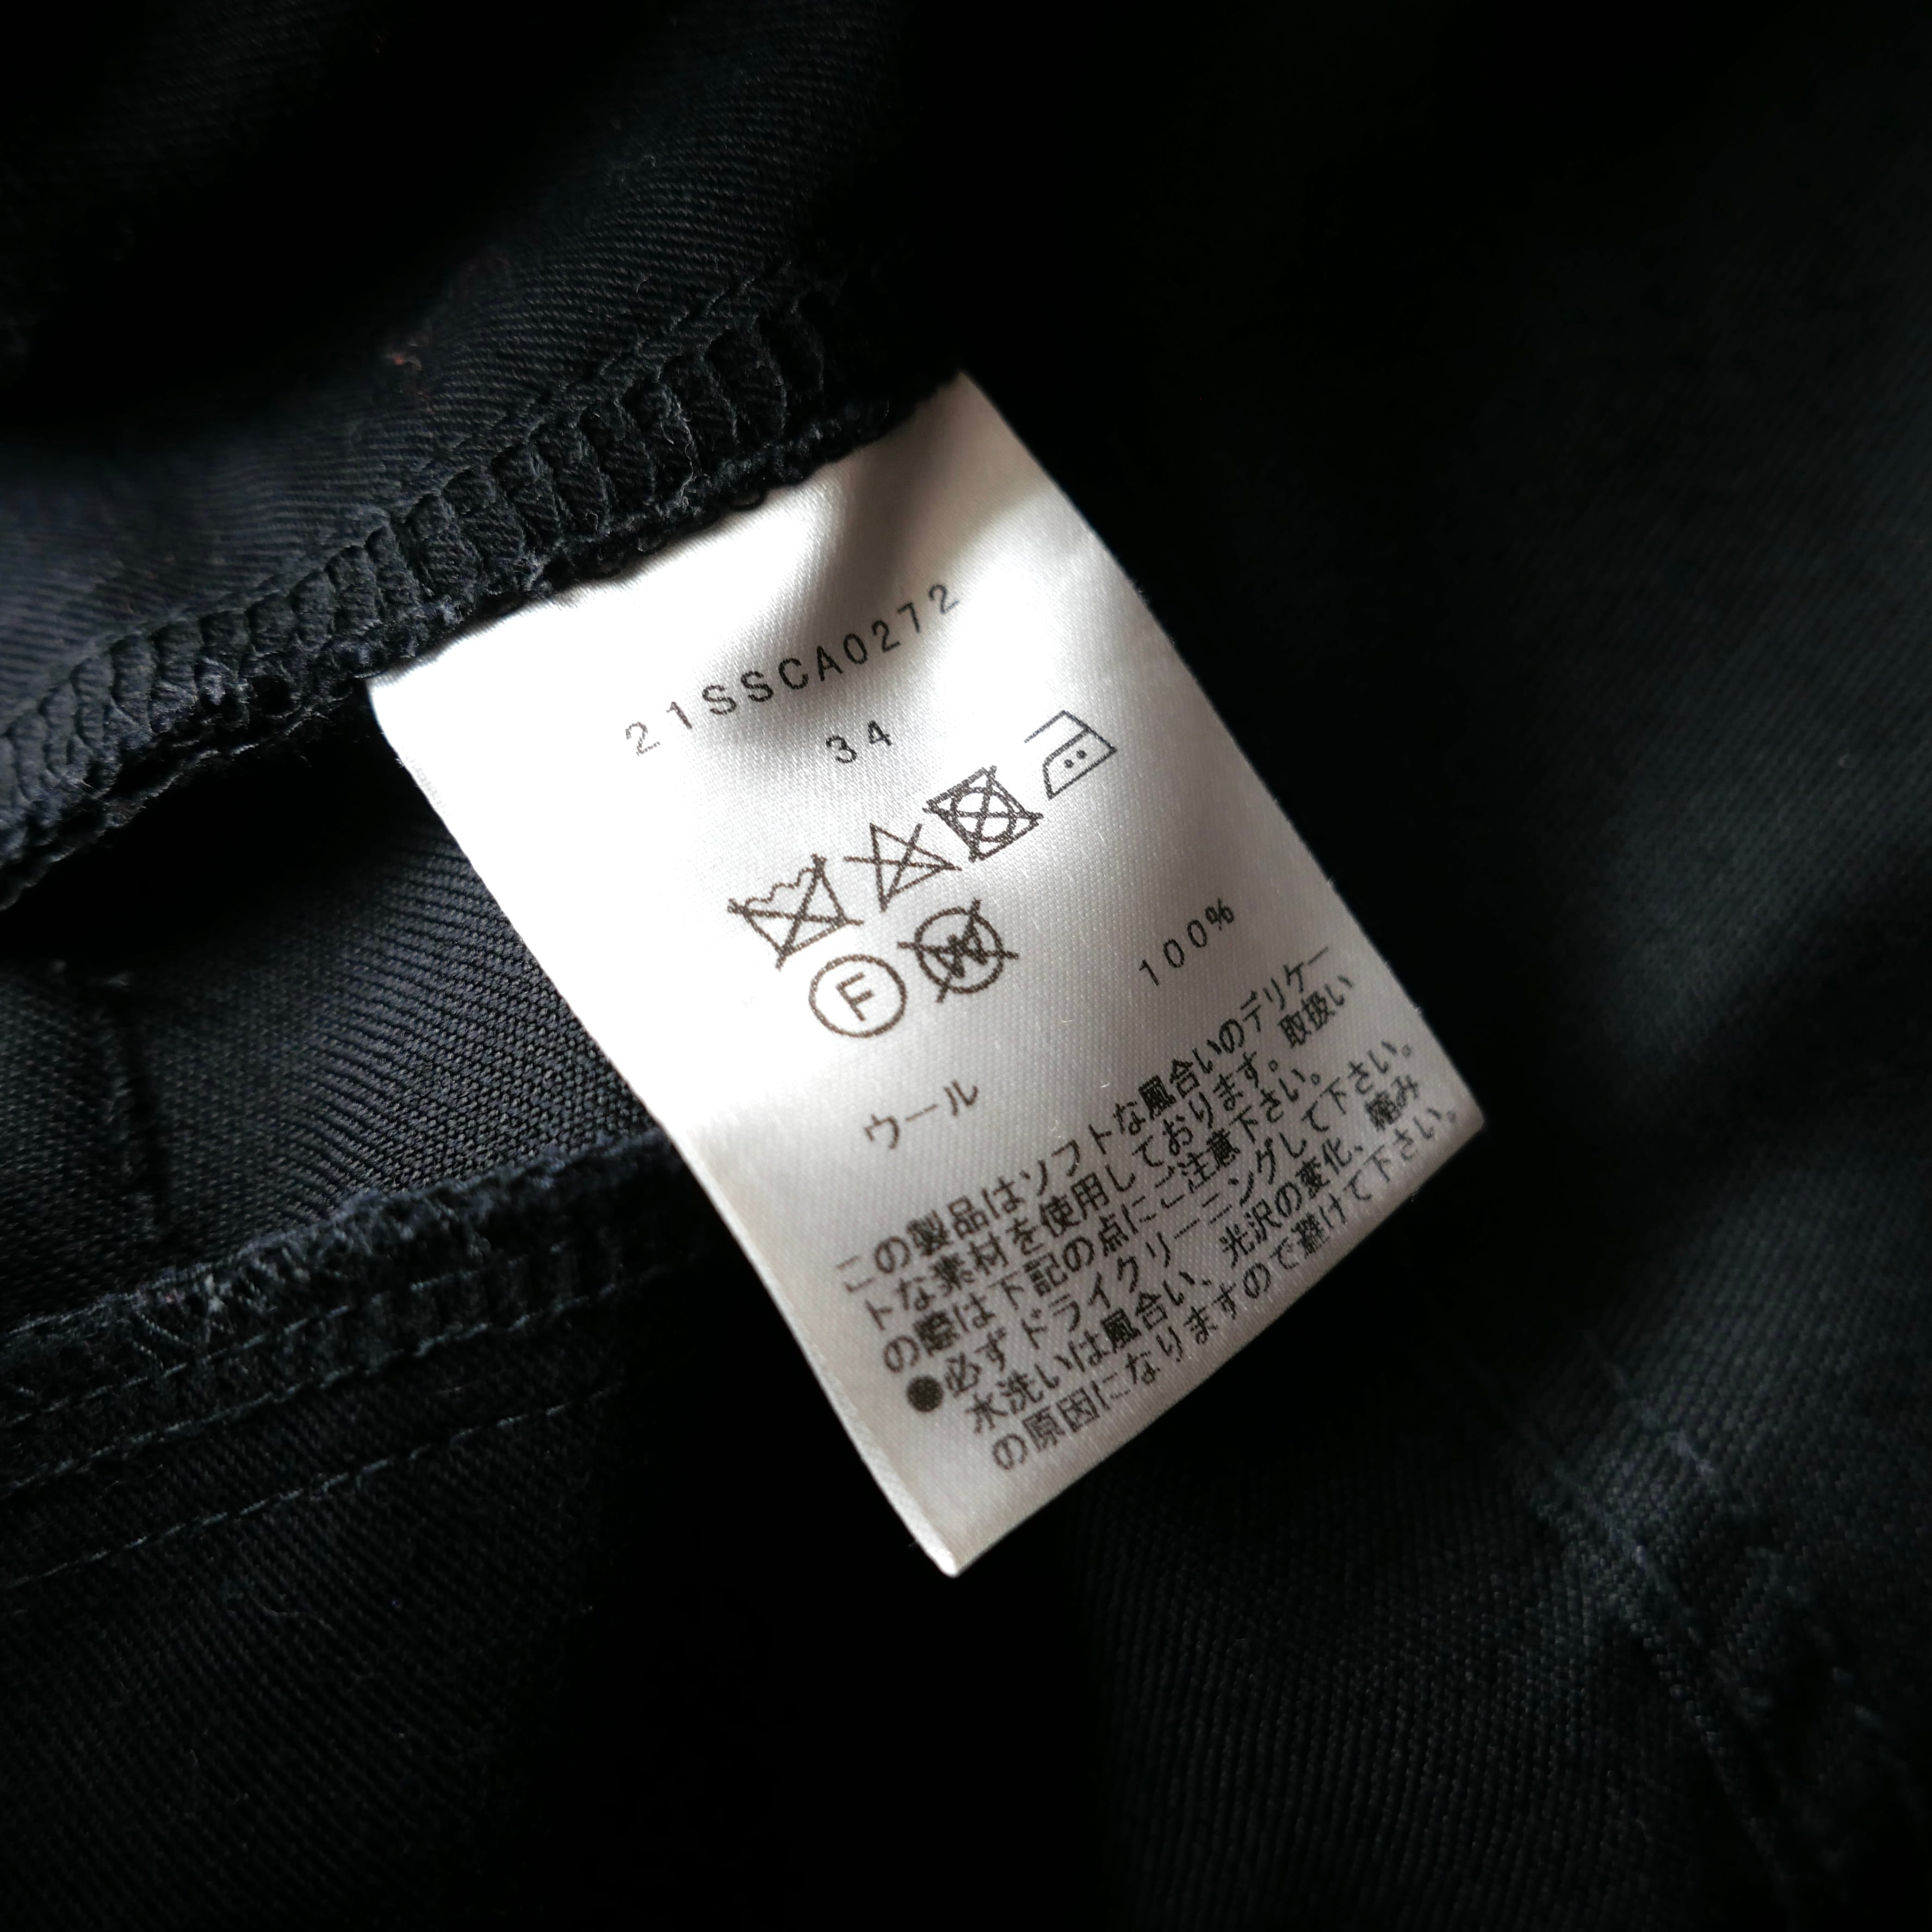 21SSCA0272
34
F W
ウール 100%
この製品はソフトな風合いのデリケー
トな素材を使用しております。取扱い
の際は下記の点にご注意下さい。
●必ずドライクリーニングして下さい。
水洗いは風合い、光沢の変化、縮み
の原因になりますので避けて下さい。